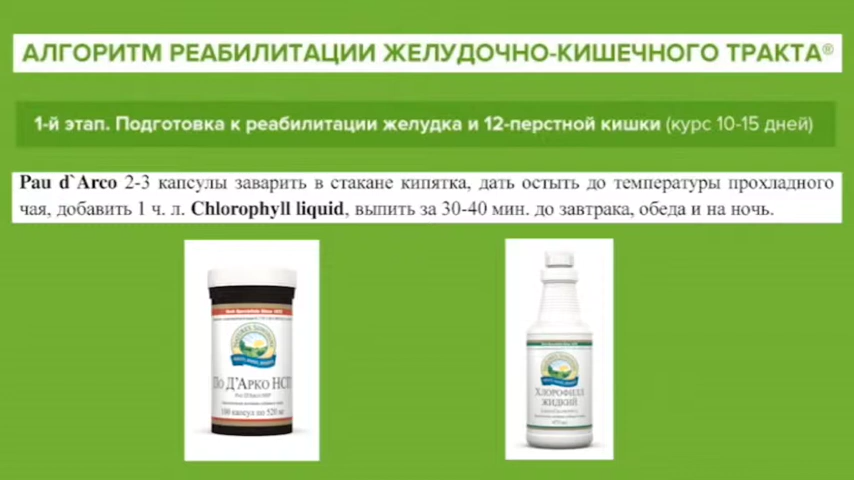 АЛГОРИТМ РЕАБИЛИТАЦИИ ЖЕЛУДОЧНО-КИШЕЧНОГО ТРАКТА®
1-й этап. Подготовка к реабилитации желудка и 12-перстной кишки (курс 10-15 дней)
Pau d`Arco 2-3 капсулы заварить в стакане кипятка, дать остыть до температуры прохладного
чая, добавить 1 ч. л. Chlorophyll liquid, выпить за 30-40 мин. до завтрака, обеда и на ночь.
ПО Д'АРКО НСП
100 капсул по 520 мг
ХЛОРОФИЛЛ
ЖИДКИЙ